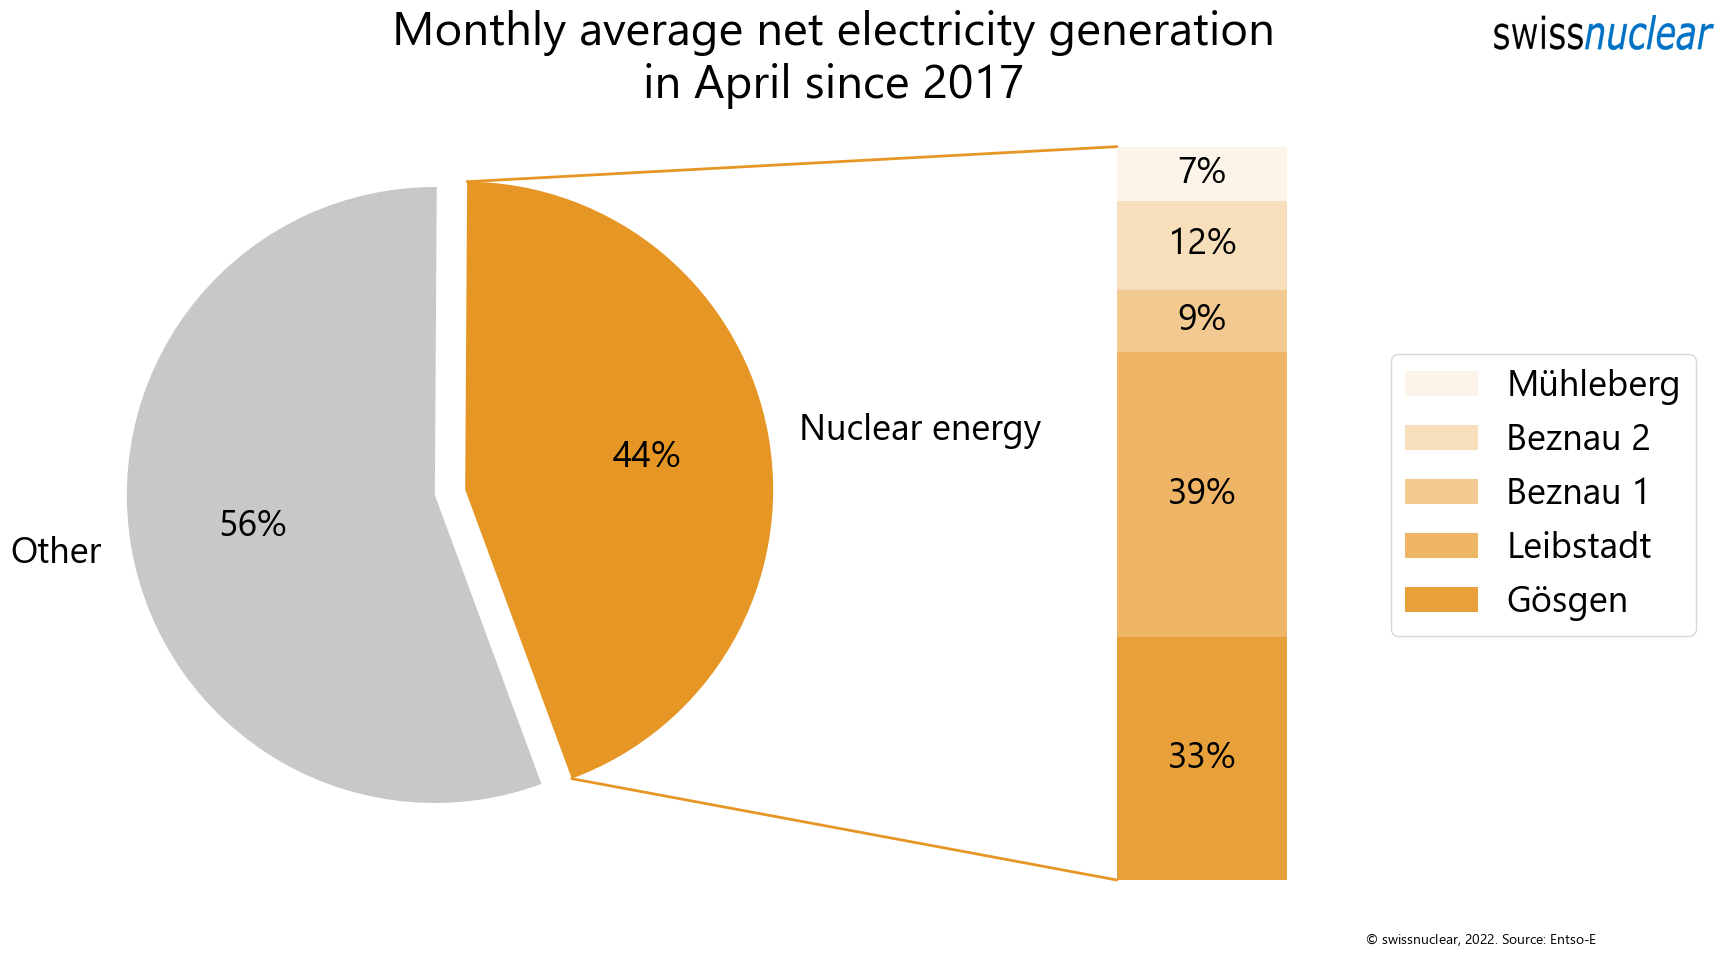 Monthly average net electricity generation
in April since 2017
swissnuclear
7%
12%
9%
39%
33%
44%
56%
Nuclear energy
Other
Mühleberg
Beznau 2
Beznau 1
Leibstadt
Gösgen
© swissnuclear, 2022. Source: Entso-E